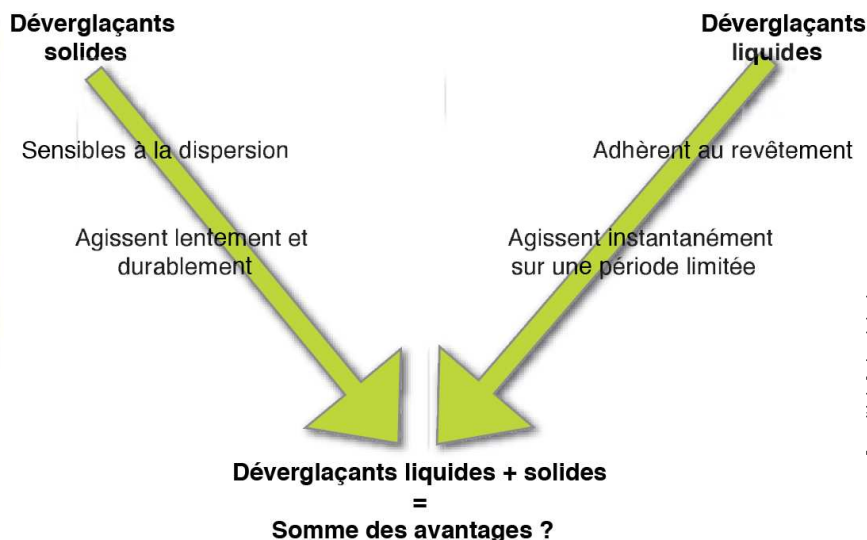 Déverglaçants
solides
Déverglaçants
liquides
Sensibles à la dispersion
Adhèrent au revêtement
Agissent lentement et
durablement
Agissent instantanément
sur une période limitée
Déverglaçants liquides + solides
=
Somme des avantages ?